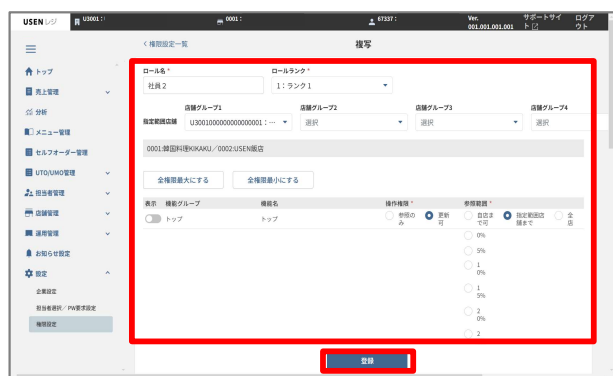 USEN レジ
U3001 :
0001 :
67337 :
Ver.
001.001.001.001
サポートサイ
ト
ログア
ウト
< 権限設定一覧
複写
トップ
売上管理
分析
メニュー管理
セルフオーダー管理
UTO/UMO管理
担当者管理
店舗管理
運用管理
お知らせ設定
設定
企業設定
担当者選択／PW要求設定
権限設定
ロール名 *
ロールランク *
社員2
1：ランク1
店舗グループ1
店舗グループ2
店舗グループ3
店舗グループ4
指定範囲店舗
U3001000000000000001：…
選択
選択
選択
0001:韓国料理KIKAKU／0002:USEN飯店
全権限最大にする
全権限最小にする
表示 機能グループ
機能名
操作権限 *
参照範囲 *
トップ
トップ
参照の
み
更新
可
自店ま
で可
指定範囲店
舗まで
全
店
0%
5%
1
0%
1
5%
2
0%
2
登録